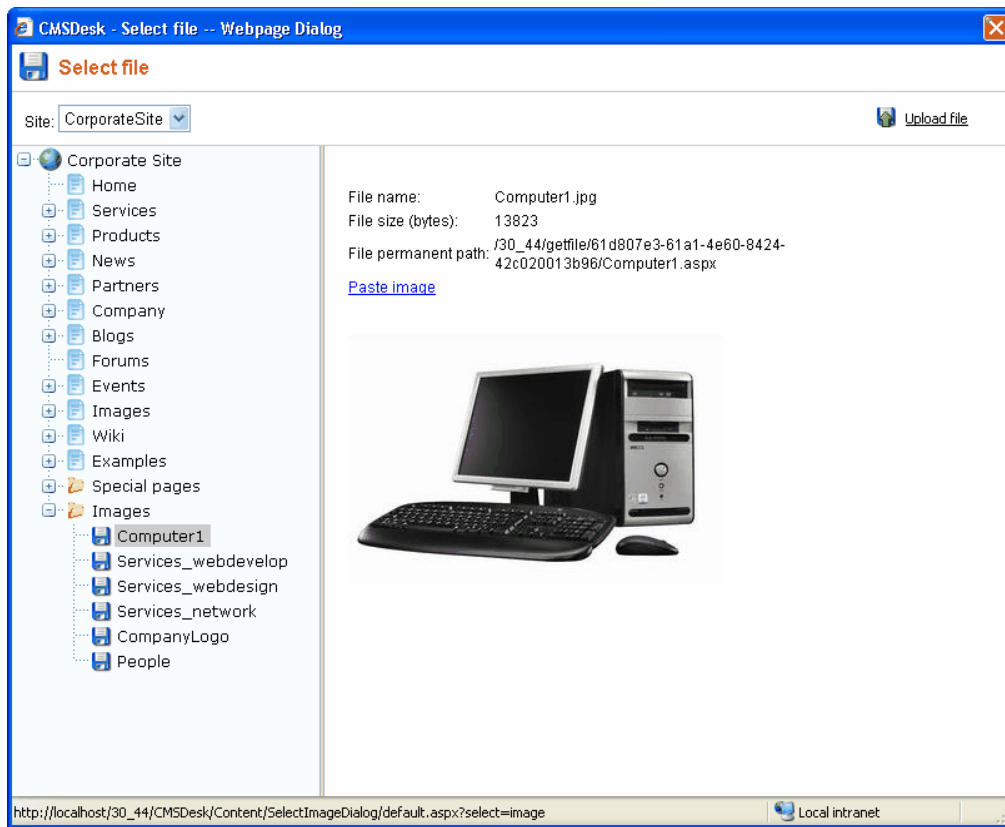 CMSDesk - Select file -- Webpage Dialog
Select file
Site: CorporateSite
Upload file
Corporate Site
Home
Services
Products
News
Partners
Company
Blogs
Forums
Events
Images
Wiki
Examples
Special pages
Images
Computer1
Services_webdevelop
Services_webdesign
Services_network
CompanyLogo
People
File name: Computer1.jpg
File size (bytes): 13823
File permanent path: /30_44/getfile/61d807e3-61a1-4e60-8424-
42c020013b96/Computer1.aspx
Paste image
http://localhost/30_44/CMSDesk/Content/SelectImageDialog/default.aspx?select=image
Local intranet